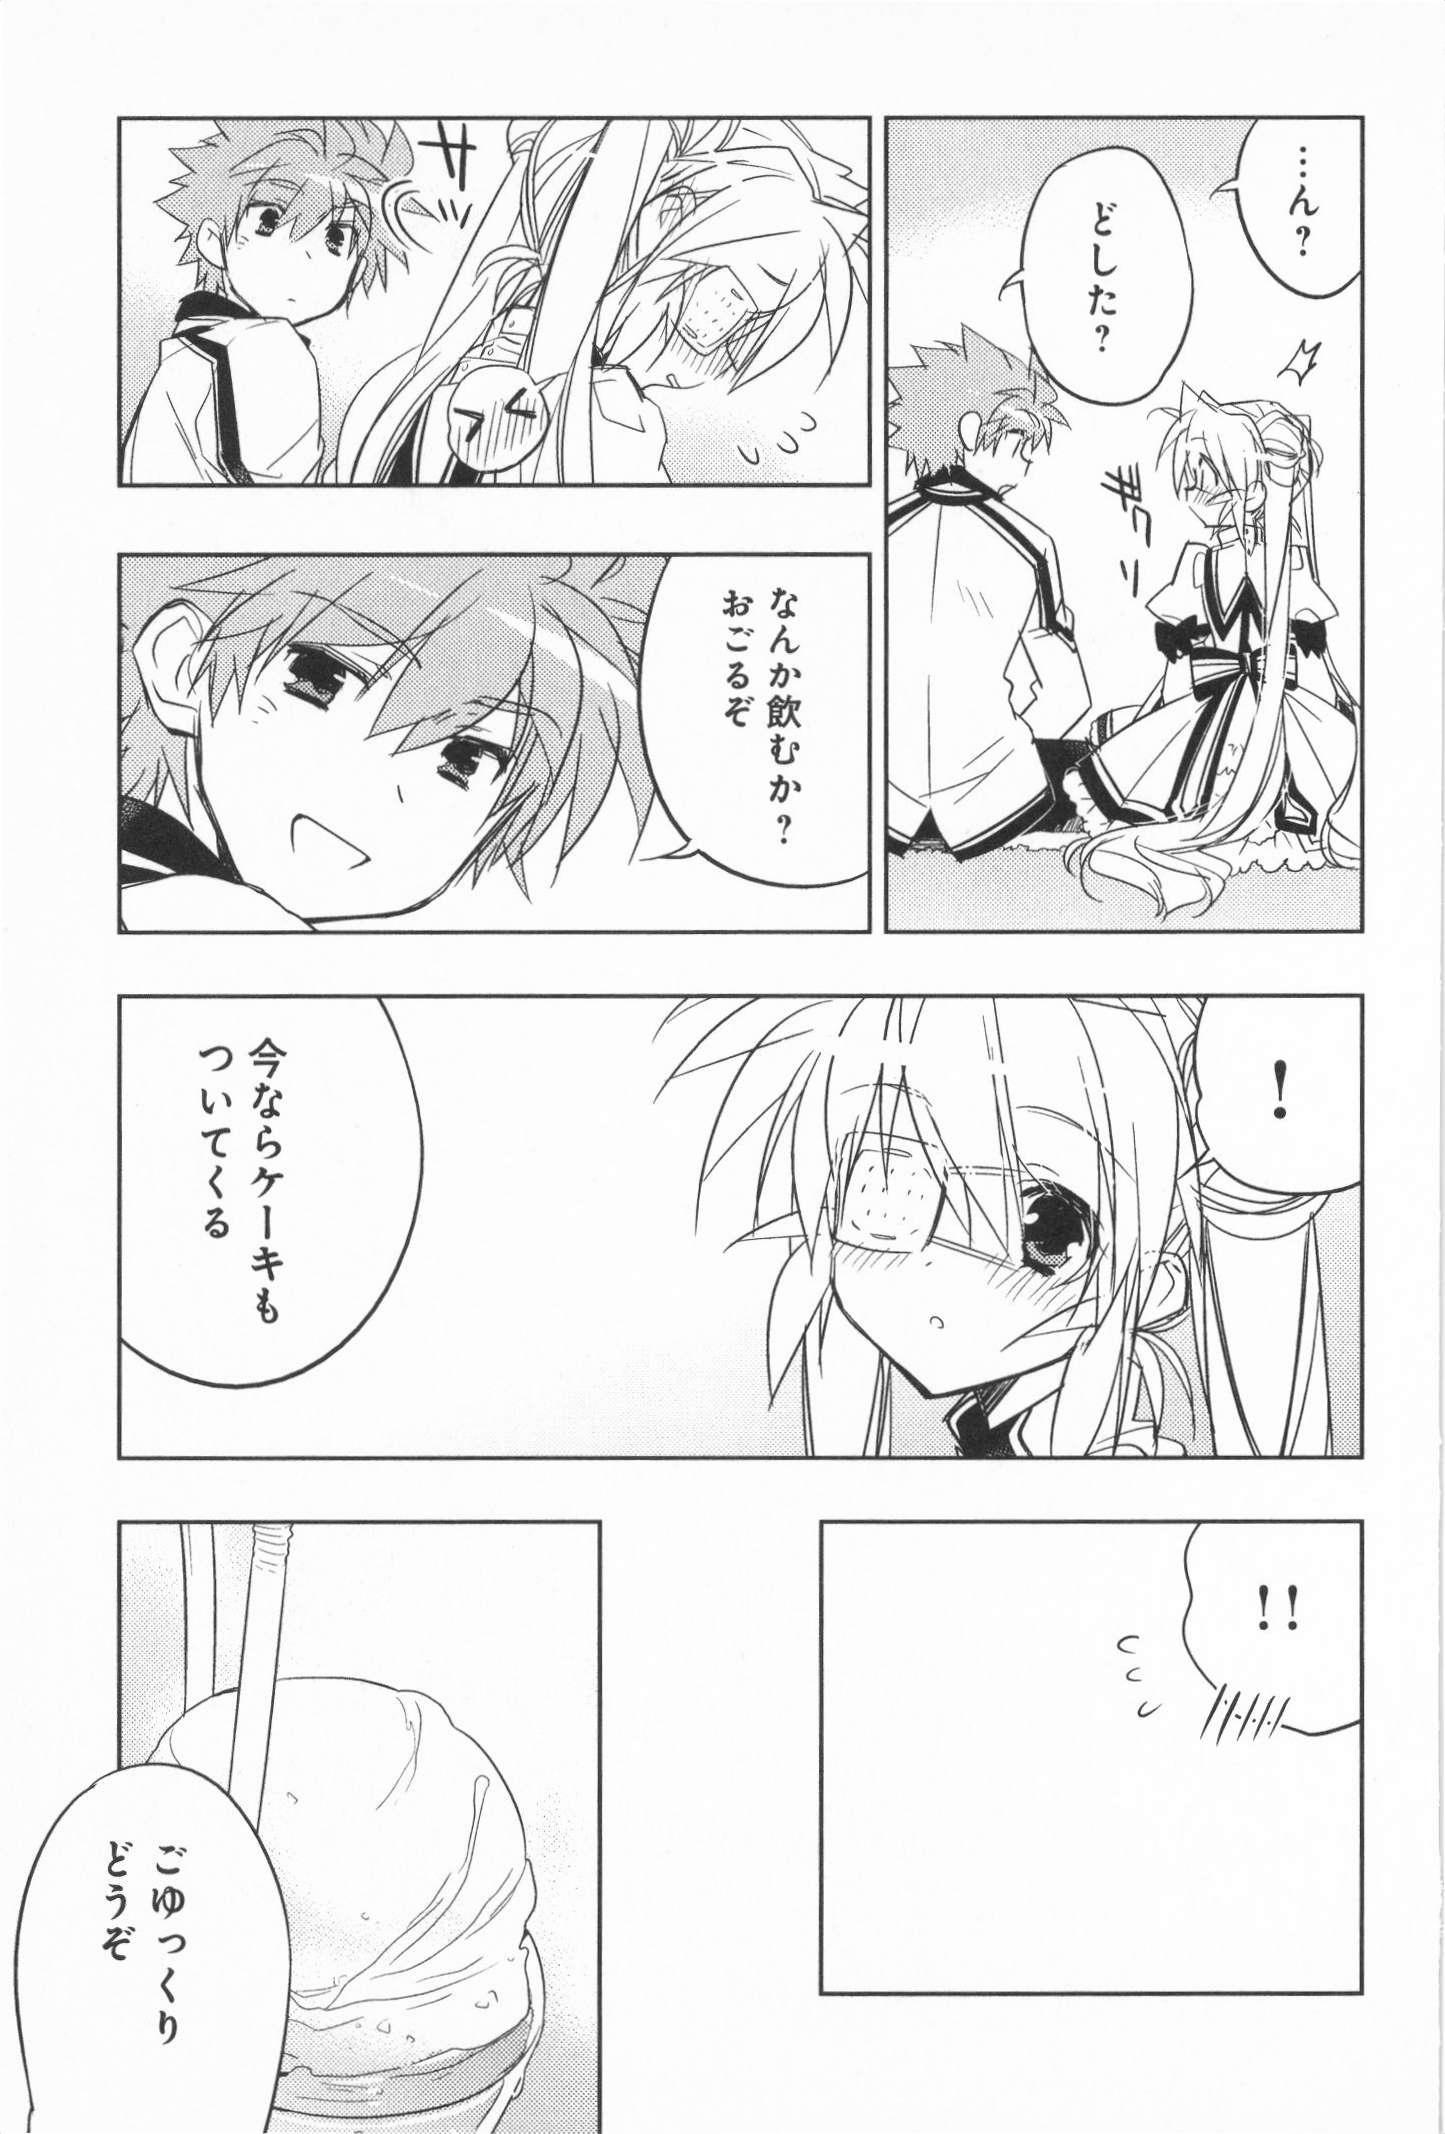 …ん?
どした?
ギクリ
サッ
なんか飲むか?
おごるぞ
!
今ならケーキも
ついてくる
!!
ごゆっくり
どうぞ